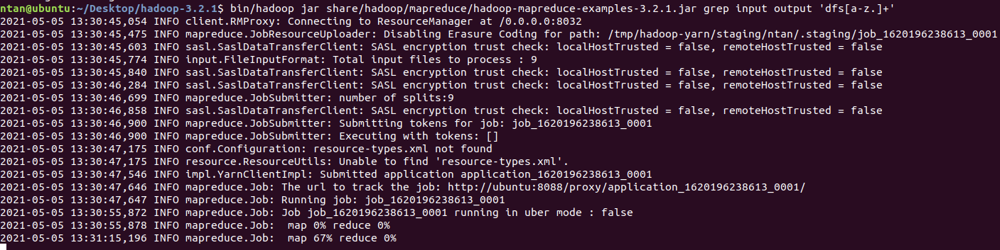 ntan@ubuntu:~/Desktop/hadoop-3.2.1$ bin/hadoop jar share/hadoop/mapreduce/hadoop-mapreduce-examples-3.2.1.jar grep input output 'dfs[a-z.]+'
2021-05-05 13:30:45,054 INFO client.RMProxy: Connecting to ResourceManager at /0.0.0.0:8032
2021-05-05 13:30:45,475 INFO mapreduce.JobResourceUploader: Disabling Erasure Coding for path: /tmp/hadoop-yarn/staging/ntan/.staging/job_1620196238613_0001
2021-05-05 13:30:45,603 INFO sasl.SaslDataTransferClient: SASL encryption trust check: localHostTrusted = false, remoteHostTrusted = false
2021-05-05 13:30:45,774 INFO input.FileInputFormat: Total input files to process : 9
2021-05-05 13:30:45,840 INFO sasl.SaslDataTransferClient: SASL encryption trust check: localHostTrusted = false, remoteHostTrusted = false
2021-05-05 13:30:46,284 INFO sasl.SaslDataTransferClient: SASL encryption trust check: localHostTrusted = false, remoteHostTrusted = false
2021-05-05 13:30:46,699 INFO mapreduce.JobSubmitter: number of splits:9
2021-05-05 13:30:46,858 INFO sasl.SaslDataTransferClient: SASL encryption trust check: localHostTrusted = false, remoteHostTrusted = false
2021-05-05 13:30:46,900 INFO mapreduce.JobSubmitter: Submitting tokens for job: job_1620196238613_0001
2021-05-05 13:30:46,900 INFO mapreduce.JobSubmitter: Executing with tokens: []
2021-05-05 13:30:47,175 INFO conf.Configuration: resource-types.xml not found
2021-05-05 13:30:47,175 INFO resource.ResourceUtils: Unable to find 'resource-types.xml'.
2021-05-05 13:30:47,546 INFO impl.YarnClientImpl: Submitted application application_1620196238613_0001
2021-05-05 13:30:47,646 INFO mapreduce.Job: The url to track the job: http://ubuntu:8088/proxy/application_1620196238613_0001/
2021-05-05 13:30:47,647 INFO mapreduce.Job: Running job: job_1620196238613_0001
2021-05-05 13:30:55,872 INFO mapreduce.Job: Job job_1620196238613_0001 running in uber mode : false
2021-05-05 13:30:55,878 INFO mapreduce.Job:  map 0% reduce 0%
2021-05-05 13:31:15,196 INFO mapreduce.Job:  map 67% reduce 0%